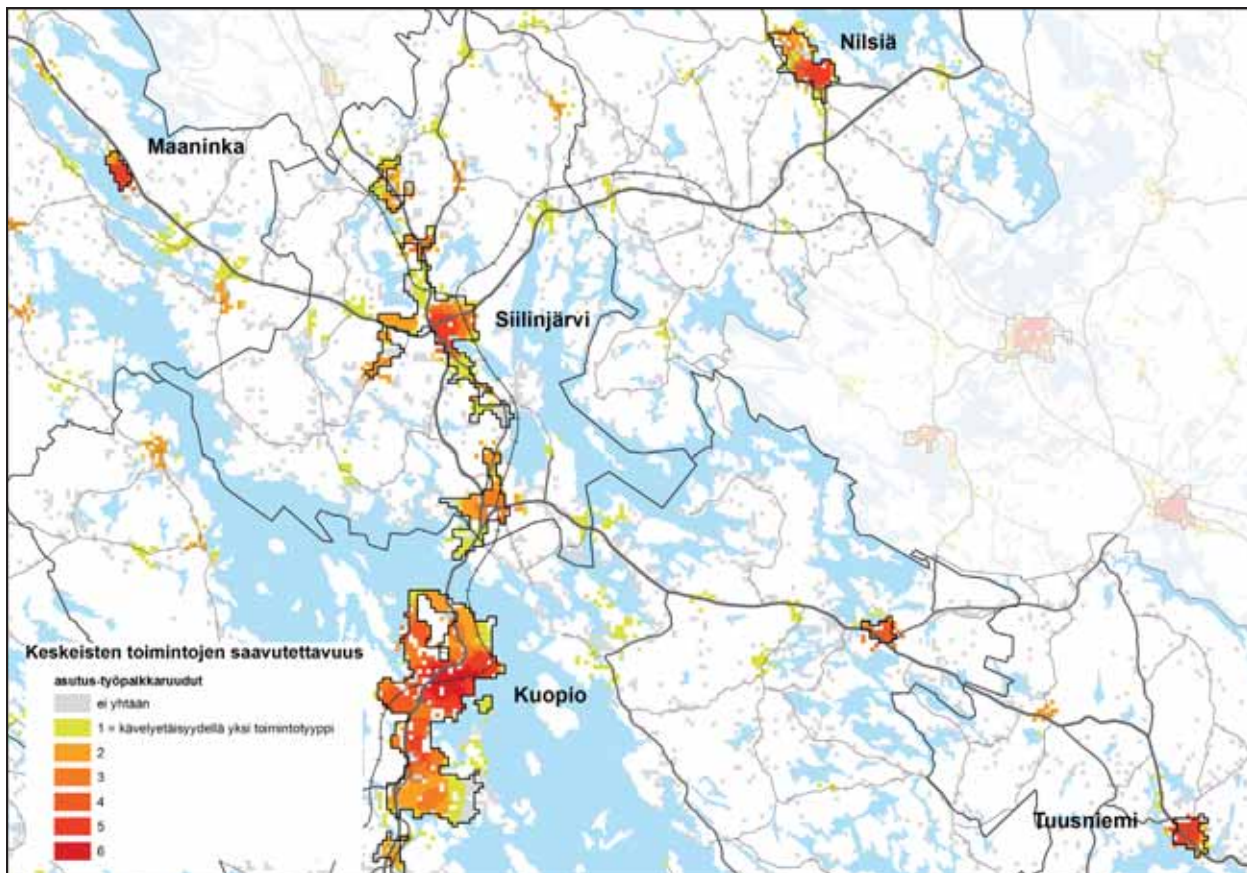 Nilsiä
Maaninka
Siilinjärvi
Keskeisten toimintojen saavutettavuus
asutus-työpaikkaruudut
ei yhtään
1 = kävelyetäisyydellä yksi toimintotyyppi
2
3
4
5
6
Kuopio
Tuusniemi